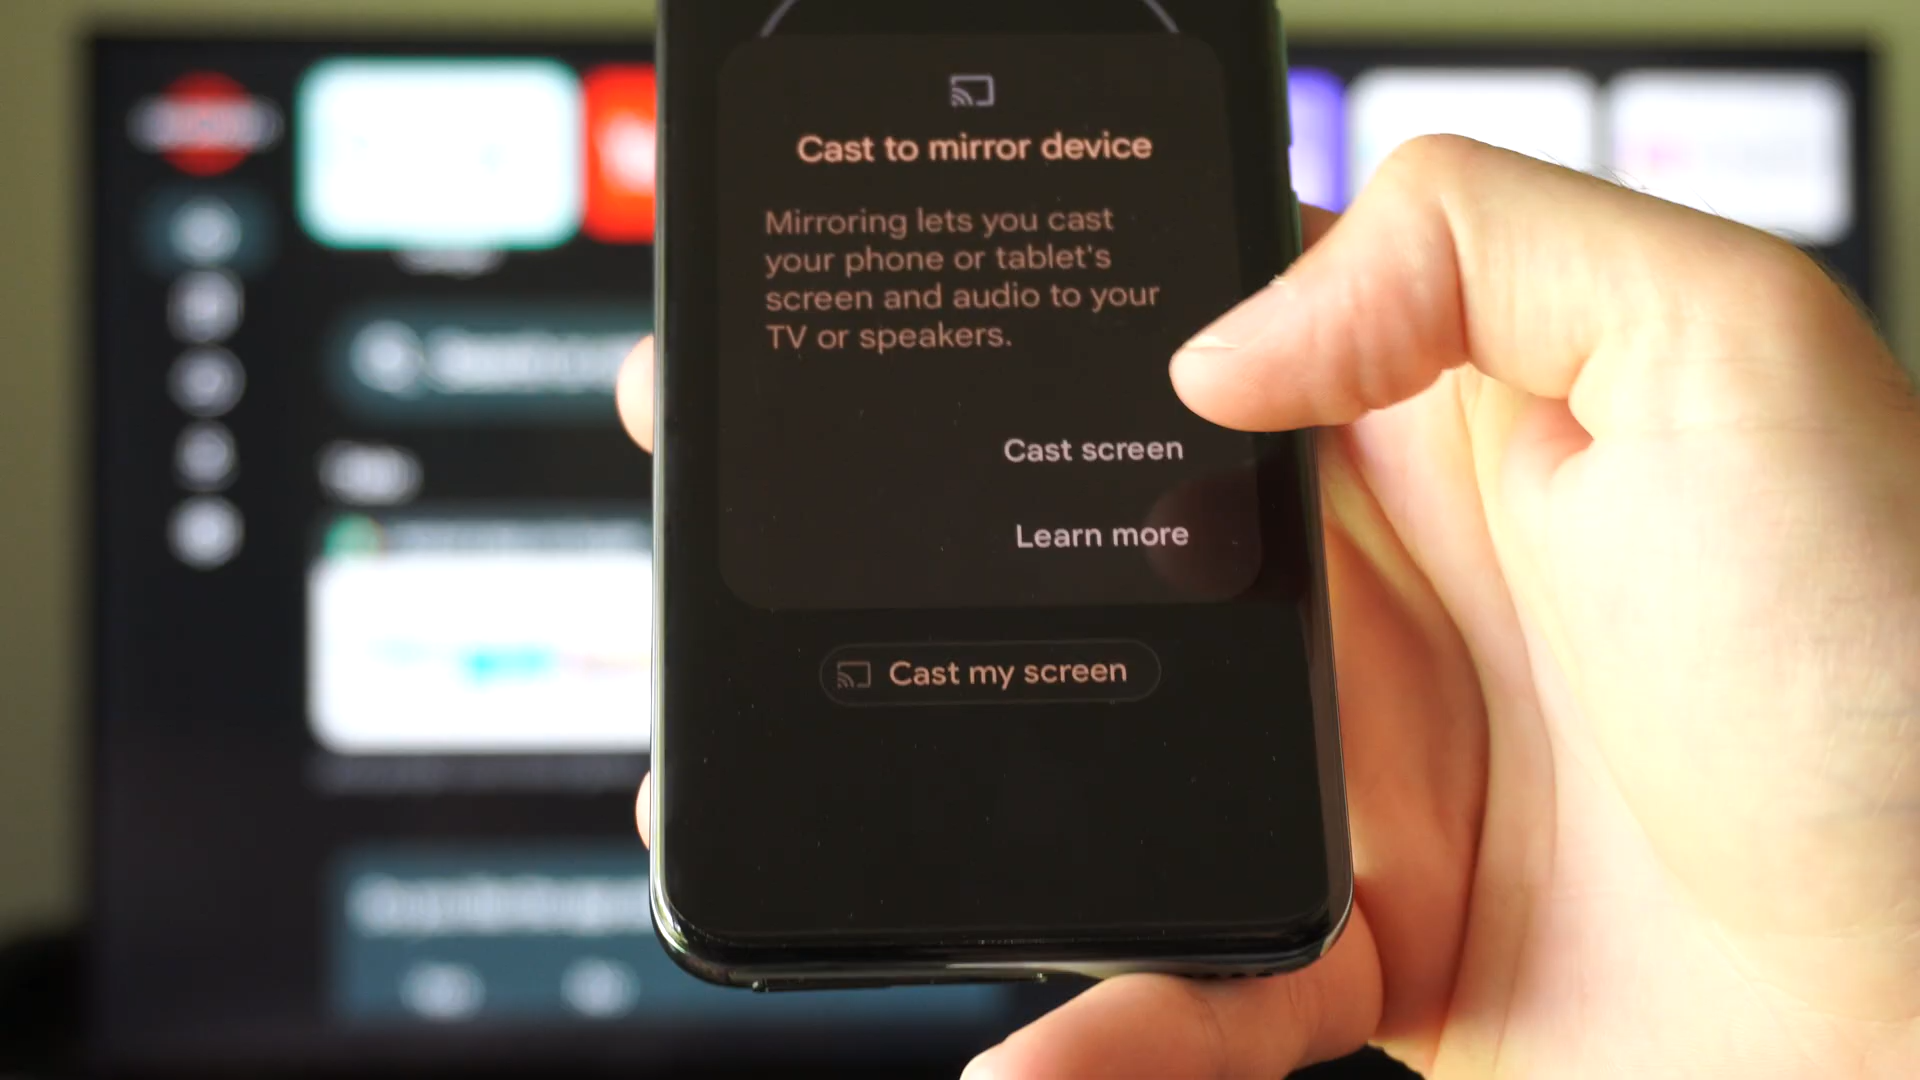 Cast to mirror device
Mirroring lets you cast
your phone or tablet's
screen and audio to your
TV or speakers.
Cast screen
Learn more
Cast my screen